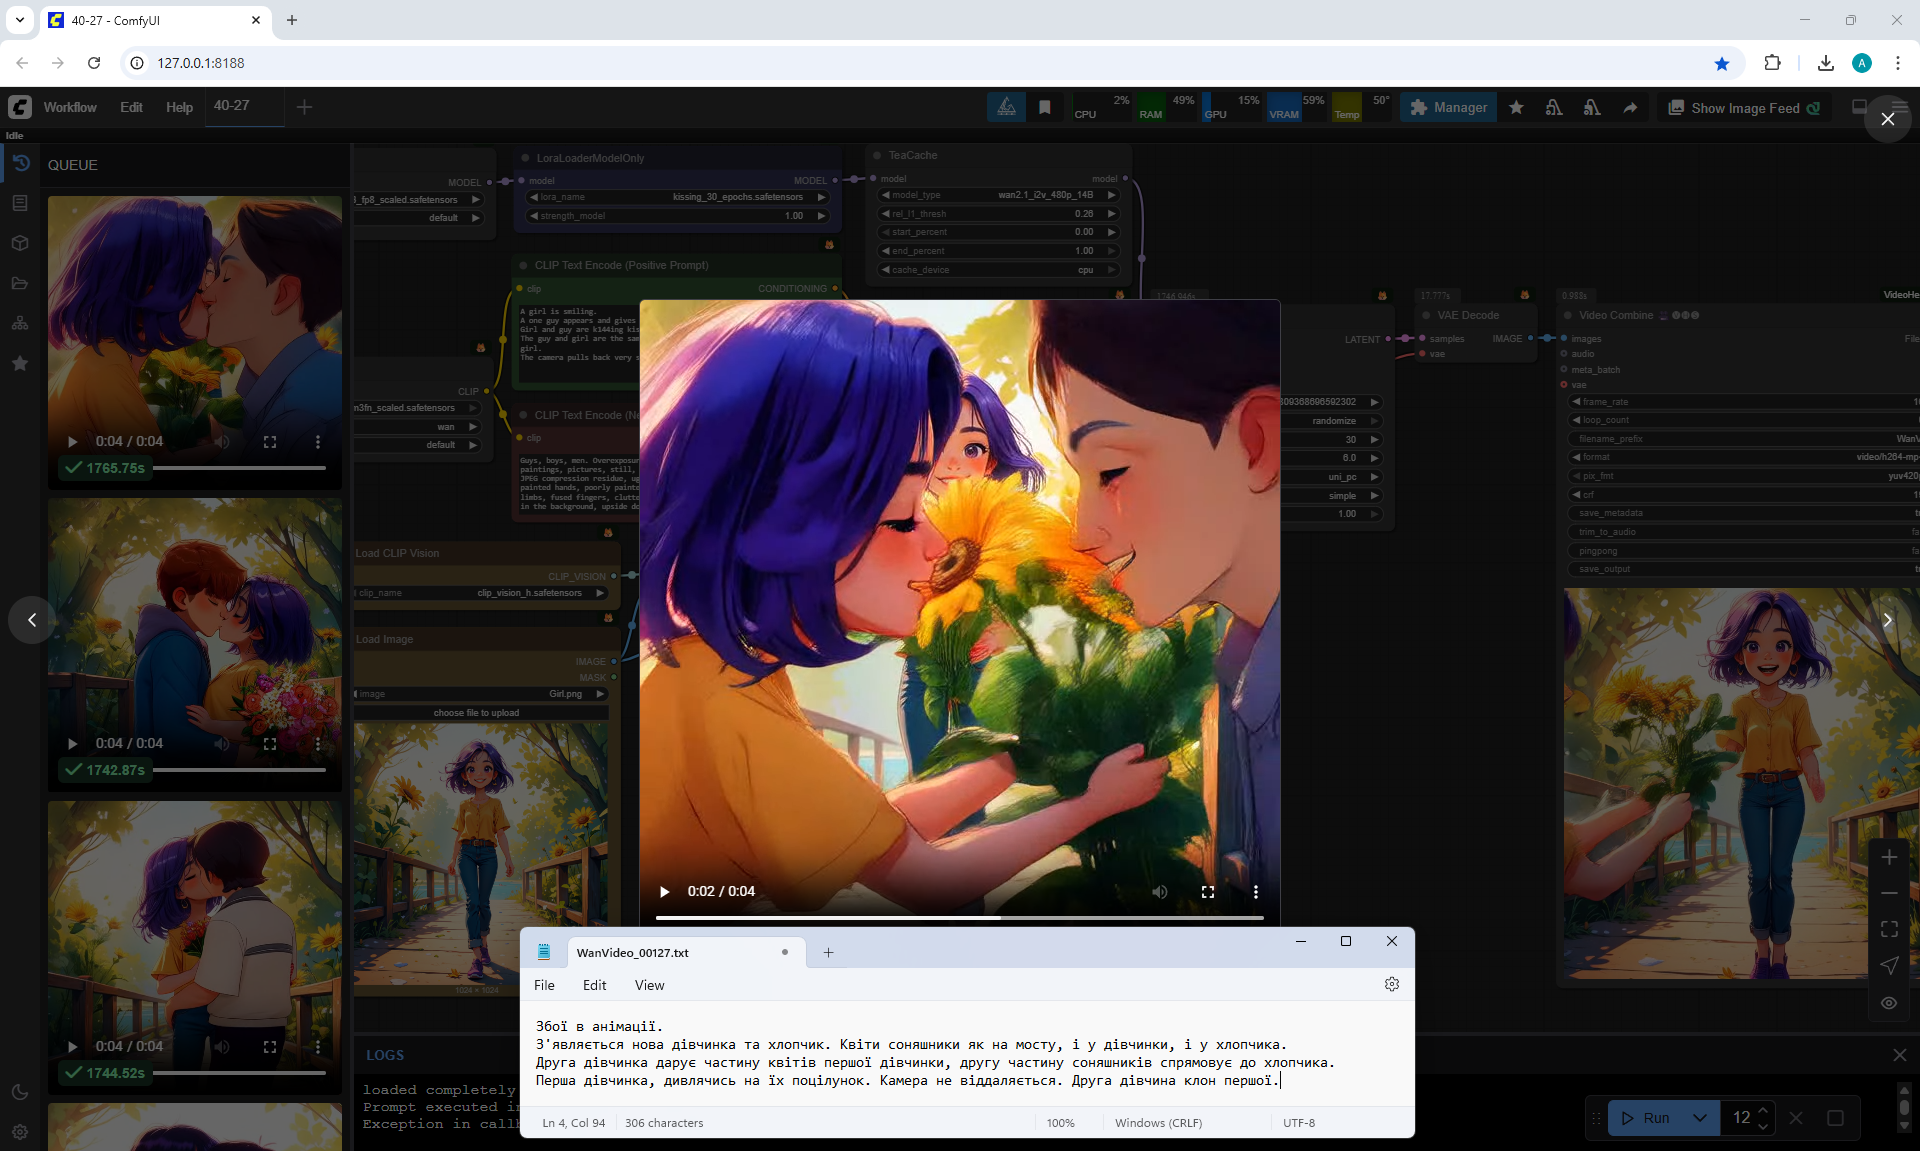 40-27 - ComfyUI
127.0.0.1:8188
A
Workflow Edit Help 40-27
CPU 2% RAM 49% GPU 15% VRAM 59% Temp 50°
Manager
Show Image Feed
Idle
QUEUE
0:04 / 0:04
1765.75s
0:04 / 0:04
1742.87s
0:04 / 0:04
1744.52s
MODEL
_fp8_scaled.safetensors
default
LoraLoaderModelOnly
model MODEL
lora_name kissing_30_epochs.safetensors
strength_model 1.00
TeaCache
model model
model_type wan2.1_i2v_480p_14B
rel_l1_thresh 0.26
start_percent 0.00
end_percent 1.00
cache_device cpu
CLIP Text Encode (Positive Prompt)
clip CONDITIONING
A girl is smiling.
A one guy appears and gives
Girl and guy are k144ing
The guy and girl are the
girl.
The camera pulls back very
CLIP
scaled.safetensors
wan
default
CLIP Text Encode
clip
Guys, boys, men.
paintings, pictures, still,
JPEG compression residue,
painted hands, poorly
limbs, fused fingers,
in the background, upside
Load CLIP Vision
CLIP_VISION
clip_name clip_vision_h.safetensors
Load Image
IMAGE
MASK
image Girl.png
choose file to upload
1024 × 1024
LATENT
randomize
30
6.0
uni_pc
simple
1.00
17.777s
VAE Decode
samples IMAGE
vae
0.988s
Video Combine
images
audio
meta_batch
vae
frame_rate
loop_count
filename_prefix
format video/h264-mp
pix_fmt yuv420
crf
save_metadata
trim_to_audio
pingpong
save_output
0:02 / 0:04
LOGS
loaded completely
Prompt executed
Exception in
Run 12
WanVideo_00127.txt
File Edit View
Збої в анімації.
З'являється нова дівчинка та хлопчик. Квіти соняшники як на мосту, і у дівчинки, і у хлопчика.
Друга дівчинка дарує частину квітів першої дівчинки, другу частину соняшників спрямовує до хлопчика.
Перша дівчинка, дивлячись на їх поцілунок. Камера не віддаляється. Друга дівчина клон першої.
Ln 4, Col 94 306 characters 100% Windows (CRLF) UTF-8